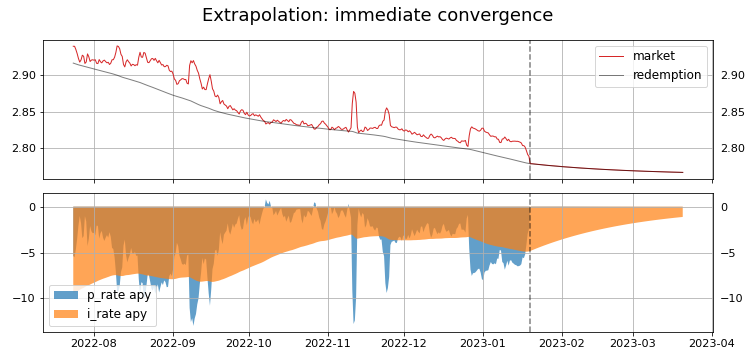 Extrapolation: immediate convergence
market
redemption
2.90
2.85
2.80
2.90
2.85
2.80
0
−5
−10
0
−5
−10
p_rate apy
i_rate apy
2022-08 2022-09 2022-10 2022-11 2022-12 2023-01 2023-02 2023-03 2023-04